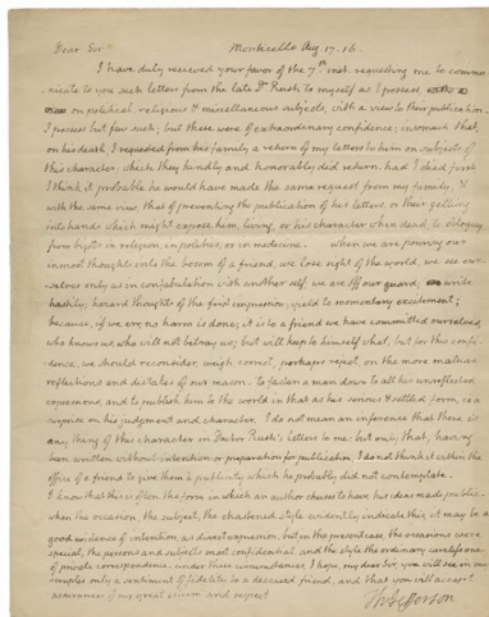 Dear Sir Monticello Aug. 17. 16.
I have duly recieved your favor of the 7th inst. requesting me to commu-
-nicate to you such letters from the late Dr Rush to myself as I possess,
on political, religious & miscellaneous subjects, with a view to their publication.
I possess but few such; but these were of extraordinary confidence; insomuch that,
on his death, I requested from his family a return of my letters to him on subjects of
this character, which they kindly and honorably did return. had I died first
I think it probable he would have made the same request from my family, &
with the same view, that of preventing the publication of his letters, or their getting
into hands which might expose him, living, or his character when dead, to
from bigots in religion, in politics, or in medecine. when we are pouring our
inmost thoughts into the bosom of a friend, we lose sight of the world, we see our-
-selves only as in confabulation with another self, we are off our guard; write
hastily; hazard thoughts of the first impression; yield to momentary excitement;
because, if we err, no harm is done; it is to a friend we have committed ourselves,
who knows us, who will not betray us; but will keep to himself what, but for this confi-
dence, we should reconsider, weigh, correct, perhaps reject, on the more mature
reflections and dictates of our reason. to fasten a man down to all his unreflected
expressions, and to publish him to the world in that as his serious & settled form, is a
surprise on his judgment and character. I do not mean an inference that there is
any thing of this character in Doctor Rush's letters to me: but only, that, having
been written without intention or preparation for publication, I do not think it within the
office of a friend to give them a publicity which he probably did not contemplate.
I know that this is often the form in which an author chuses to have his ideas made public.
when the occasion, the subject, the chastened style evidently indicate this, it may be a
good evidence of intention, as direct expression. but in the present case, the occasions were
special, the persons and subjects most confidential, and the style the ordinary careless one
of private correspondence. under these circumstances, I hope, my dear Sir, you will see in my
scruples only a sentiment of fidelity to a deceased friend, and that you will accept
assurances of my great esteem and respect
Th: Jefferson